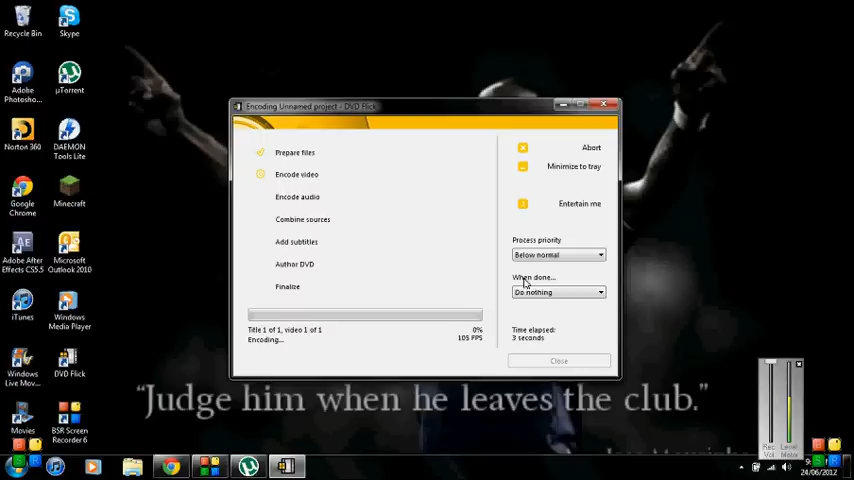 Recycle Bin
Skype
Adobe
Photosho...
µTorrent
Norton 360
DAEMON
Tools Lite
Google
Chrome
Minecraft
Adobe After
Effects CS5.5
Microsoft
Outlook 2010
iTunes
Windows
Media Player
Windows
Live Mov...
DVD Flick
Movies
BSR Screen
Recorder 6
Encoding Unnamed project - DVD Flick
Prepare files
Encode video
Encode audio
Combine sources
Add subtitles
Author DVD
Finalize
Title 1 of 1, video 1 of 1
0%
Encoding...
105 FPS
Abort
Minimize to tray
Entertain me
Process priority
Below normal
When done...
Do nothing
Time elapsed:
3 seconds
Close
“Judge him when he leaves the club.”
Rec
Vol
Level
24/06/2012